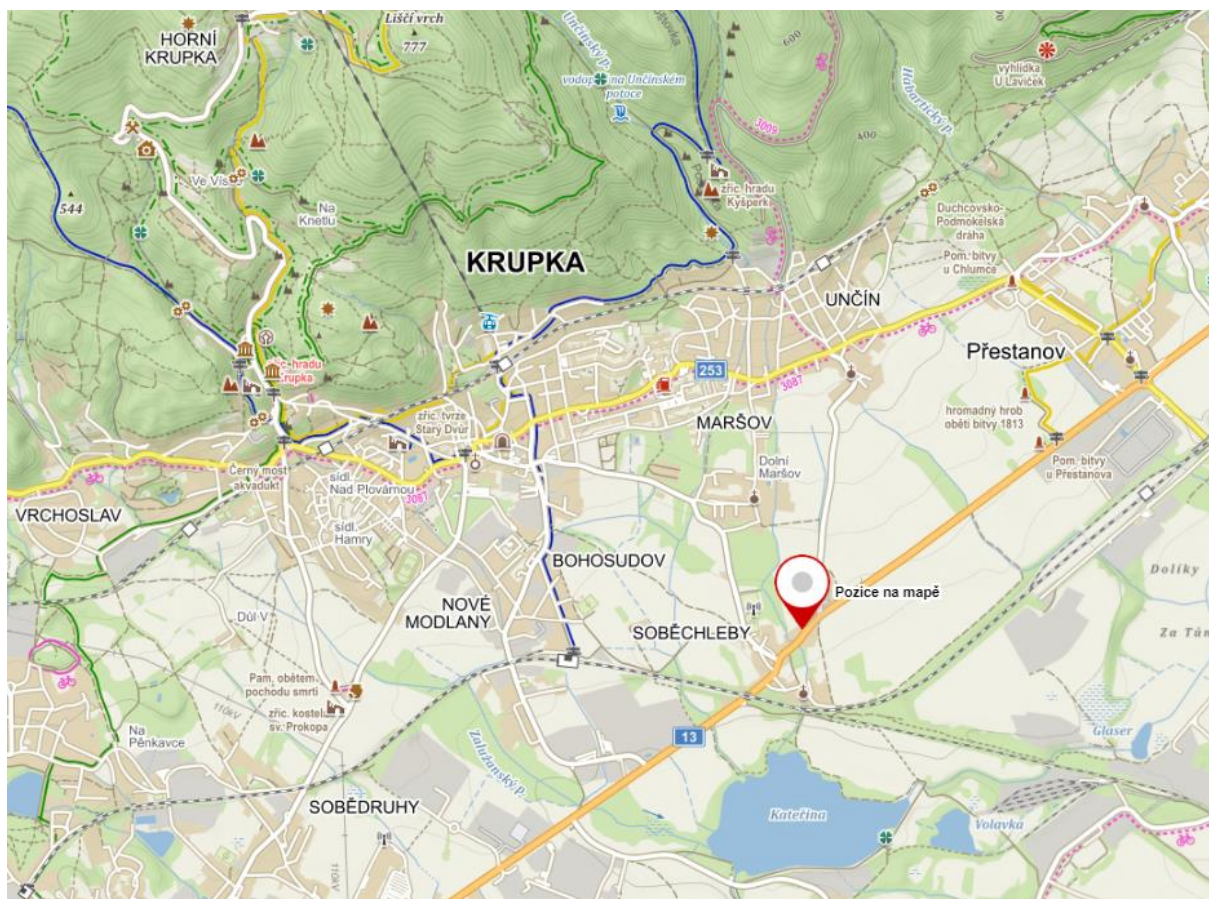 Liščí vrch
777
HORNÍ
KRUPKA
Unčínský p.
vodopád na Unčínském
potoce
600
3009
400
Habartický p.
vyhlídka
U Laviček
Ve Vísce
Na
Knetlu
544
zříc. hradu
Kyšperk
Duchcovsko-
Podmokelská
dráha
Pom. bitvy
u Chlumce
KRUPKA
UNČÍN
Přestanov
253
3087
hromadný hrob
obětí bitvy 1813
Pom. bitvy
u Přestanova
zříc. hradu
Krupka
MARŠOV
zříc. tvrze
Starý Dvůr
Dolní
Maršov
Černý most
akvadukt
sídl.
Nad Plovárnou
3087
VRCHOSLAV
sídl.
Hamry
BOHOSUDOV
Pozice na mapě
Dolíky
Důl V
NOVÉ
MODLANY
SOBĚCHLEBY
Pam. obětem
pochodu smrti
zříc. kostela
sv. Prokopa
110kV
Na
Pěnkavce
13
Zalužanský p.
Glaser
SOBĚDRUHY
Kateřina
Volavka
110kV